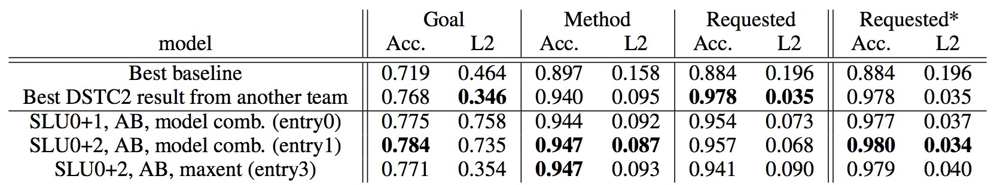 Goal Method Requested Requested*
model Acc. L2 Acc. L2 Acc. L2 Acc. L2
Best baseline 0.719 0.464 0.897 0.158 0.884 0.196 0.884 0.196
Best DSTC2 result from another team 0.768 0.346 0.940 0.095 0.978 0.035 0.978 0.035
SLU0+1, AB, model comb. (entry0) 0.775 0.758 0.944 0.092 0.954 0.073 0.977 0.037
SLU0+2, AB, model comb. (entry1) 0.784 0.735 0.947 0.087 0.957 0.068 0.980 0.034
SLU0+2, AB, maxent (entry3) 0.771 0.354 0.947 0.093 0.941 0.090 0.979 0.040